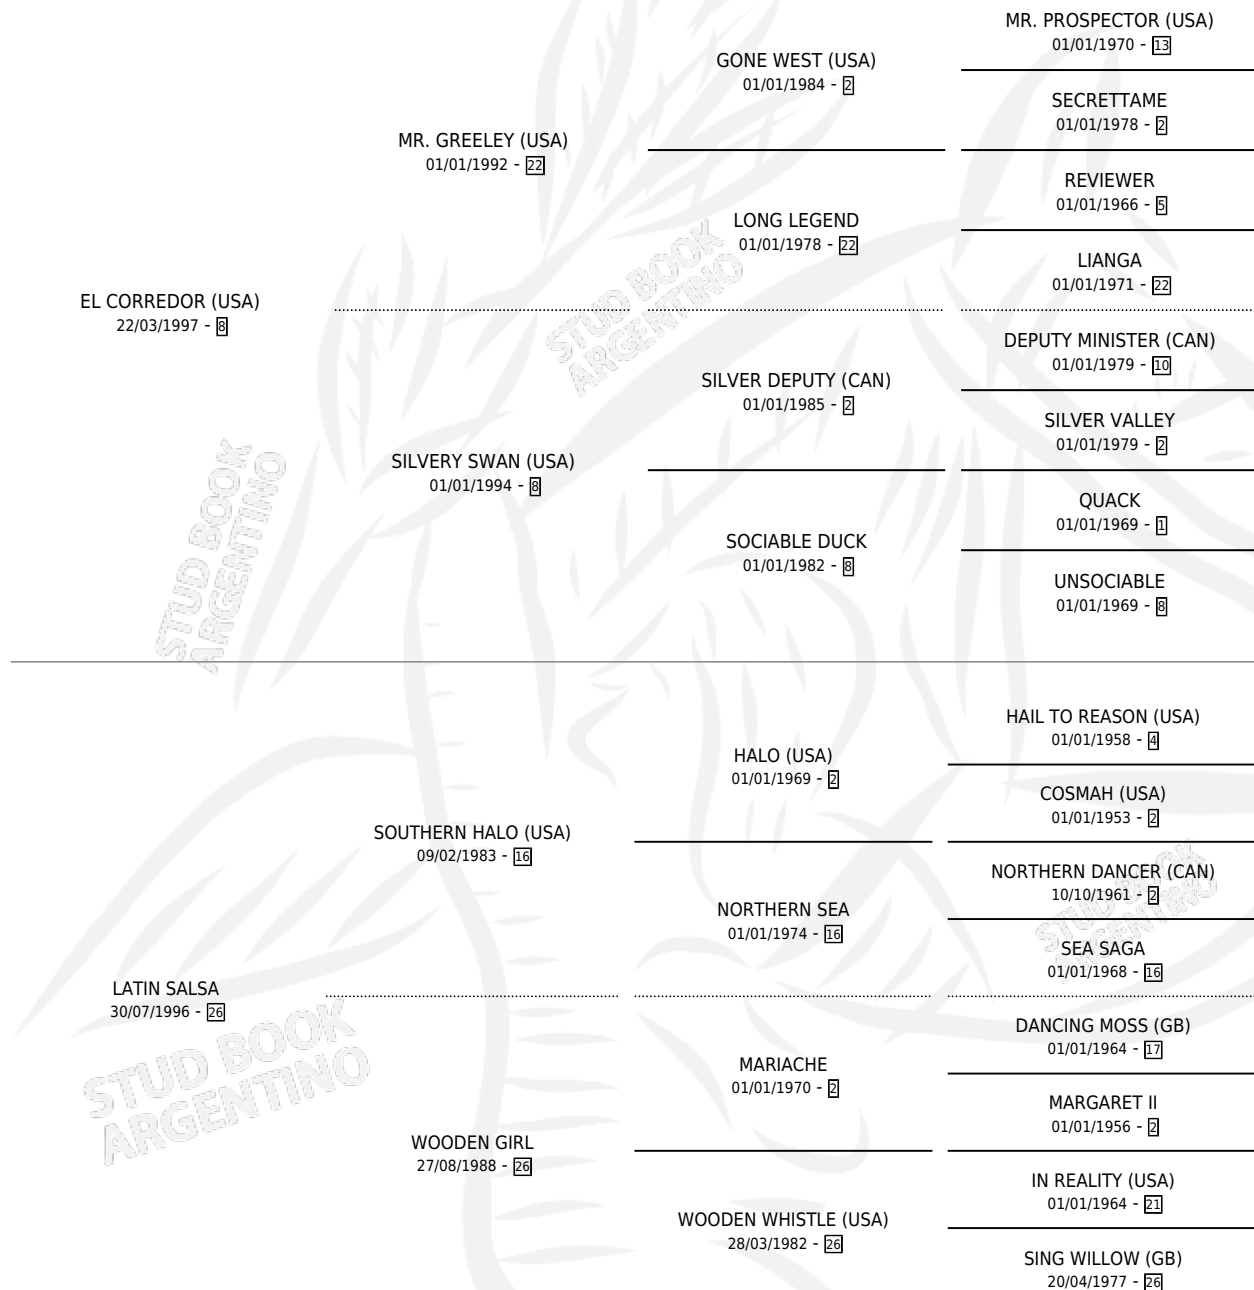 MR. PROSPECTOR (USA)
01/01/1970 - 13
GONE WEST (USA)
01/01/1984 - 2
SECRETTAME
01/01/1978 - 2
MR. GREELEY (USA)
01/01/1992 - 22
REVIEWER
01/01/1966 - 5
LONG LEGEND
01/01/1978 - 22
LIANGA
01/01/1971 - 22
EL CORREDOR (USA)
22/03/1997 - 8
DEPUTY MINISTER (CAN)
01/01/1979 - 10
SILVER DEPUTY (CAN)
01/01/1985 - 2
SILVER VALLEY
01/01/1979 - 2
SILVERY SWAN (USA)
01/01/1994 - 8
QUACK
01/01/1969 - 1
SOCIABLE DUCK
01/01/1982 - 8
UNSOCIABLE
01/01/1969 - 8
HAIL TO REASON (USA)
01/01/1958 - 4
HALO (USA)
01/01/1969 - 2
COSMAH (USA)
01/01/1953 - 2
SOUTHERN HALO (USA)
09/02/1983 - 16
NORTHERN DANCER (CAN)
10/10/1961 - 2
NORTHERN SEA
01/01/1974 - 16
SEA SAGA
01/01/1968 - 16
LATIN SALSA
30/07/1996 - 26
DANCING MOSS (GB)
01/01/1964 - 17
MARIACHE
01/01/1970 - 2
MARGARET II
01/01/1956 - 2
WOODEN GIRL
27/08/1988 - 26
IN REALITY (USA)
01/01/1964 - 21
WOODEN WHISTLE (USA)
28/03/1982 - 26
SING WILLOW (GB)
20/04/1977 - 26
STUD BOOK
ARGENTINO
STUD BOOK
ARGENTINO
STUD BOOK
ARGENTINO
STUD BOOK
ARGENTINO